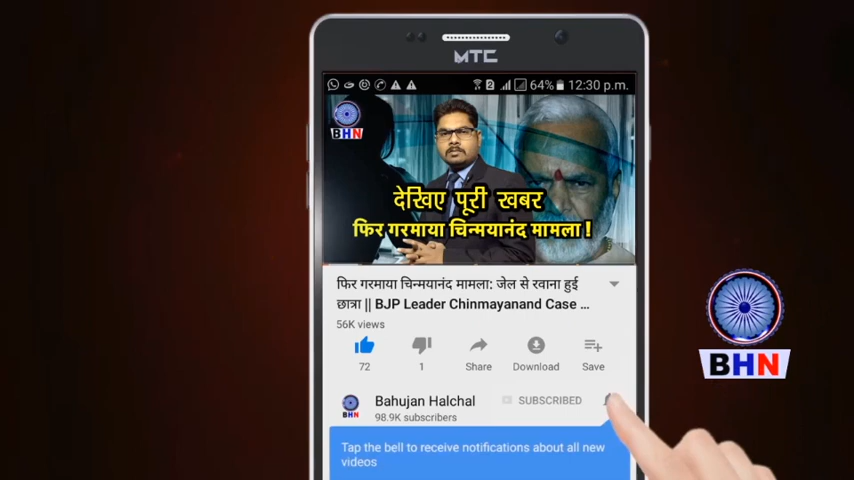 MTC
2 64% 12:30 p.m.
BHN
देखिए पूरी खबर
फिर गरमाया चिन्मयानंद मामला !
फिर गरमाया चिन्मयानंद मामला: जेल से रवाना हुई
छात्रा || BJP Leader Chinmayanand Case ...
56K views
72
1
Share
Download
Save
BHN
Bahujan Halchal
98.9K subscribers
SUBSCRIBED
Tap the bell to receive notifications about all new
videos
BHN